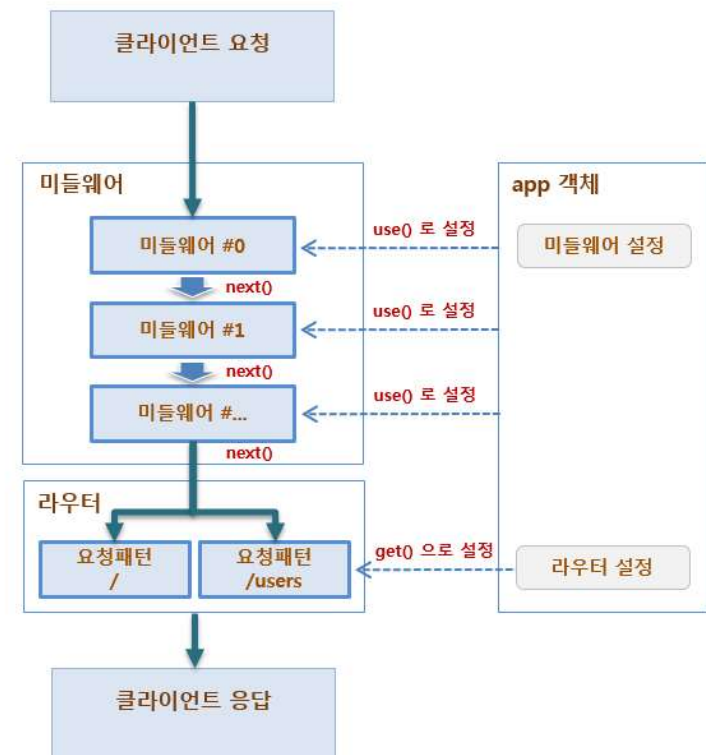 클라이언트 요청
미들웨어
app 객체
미들웨어 #0
use() 로 설정
미들웨어 설정
next()
미들웨어 #1
use() 로 설정
next()
미들웨어 #...
use() 로 설정
next()
라우터
요청패턴
/
요청패턴
/users
get() 으로 설정
라우터 설정
클라이언트 응답